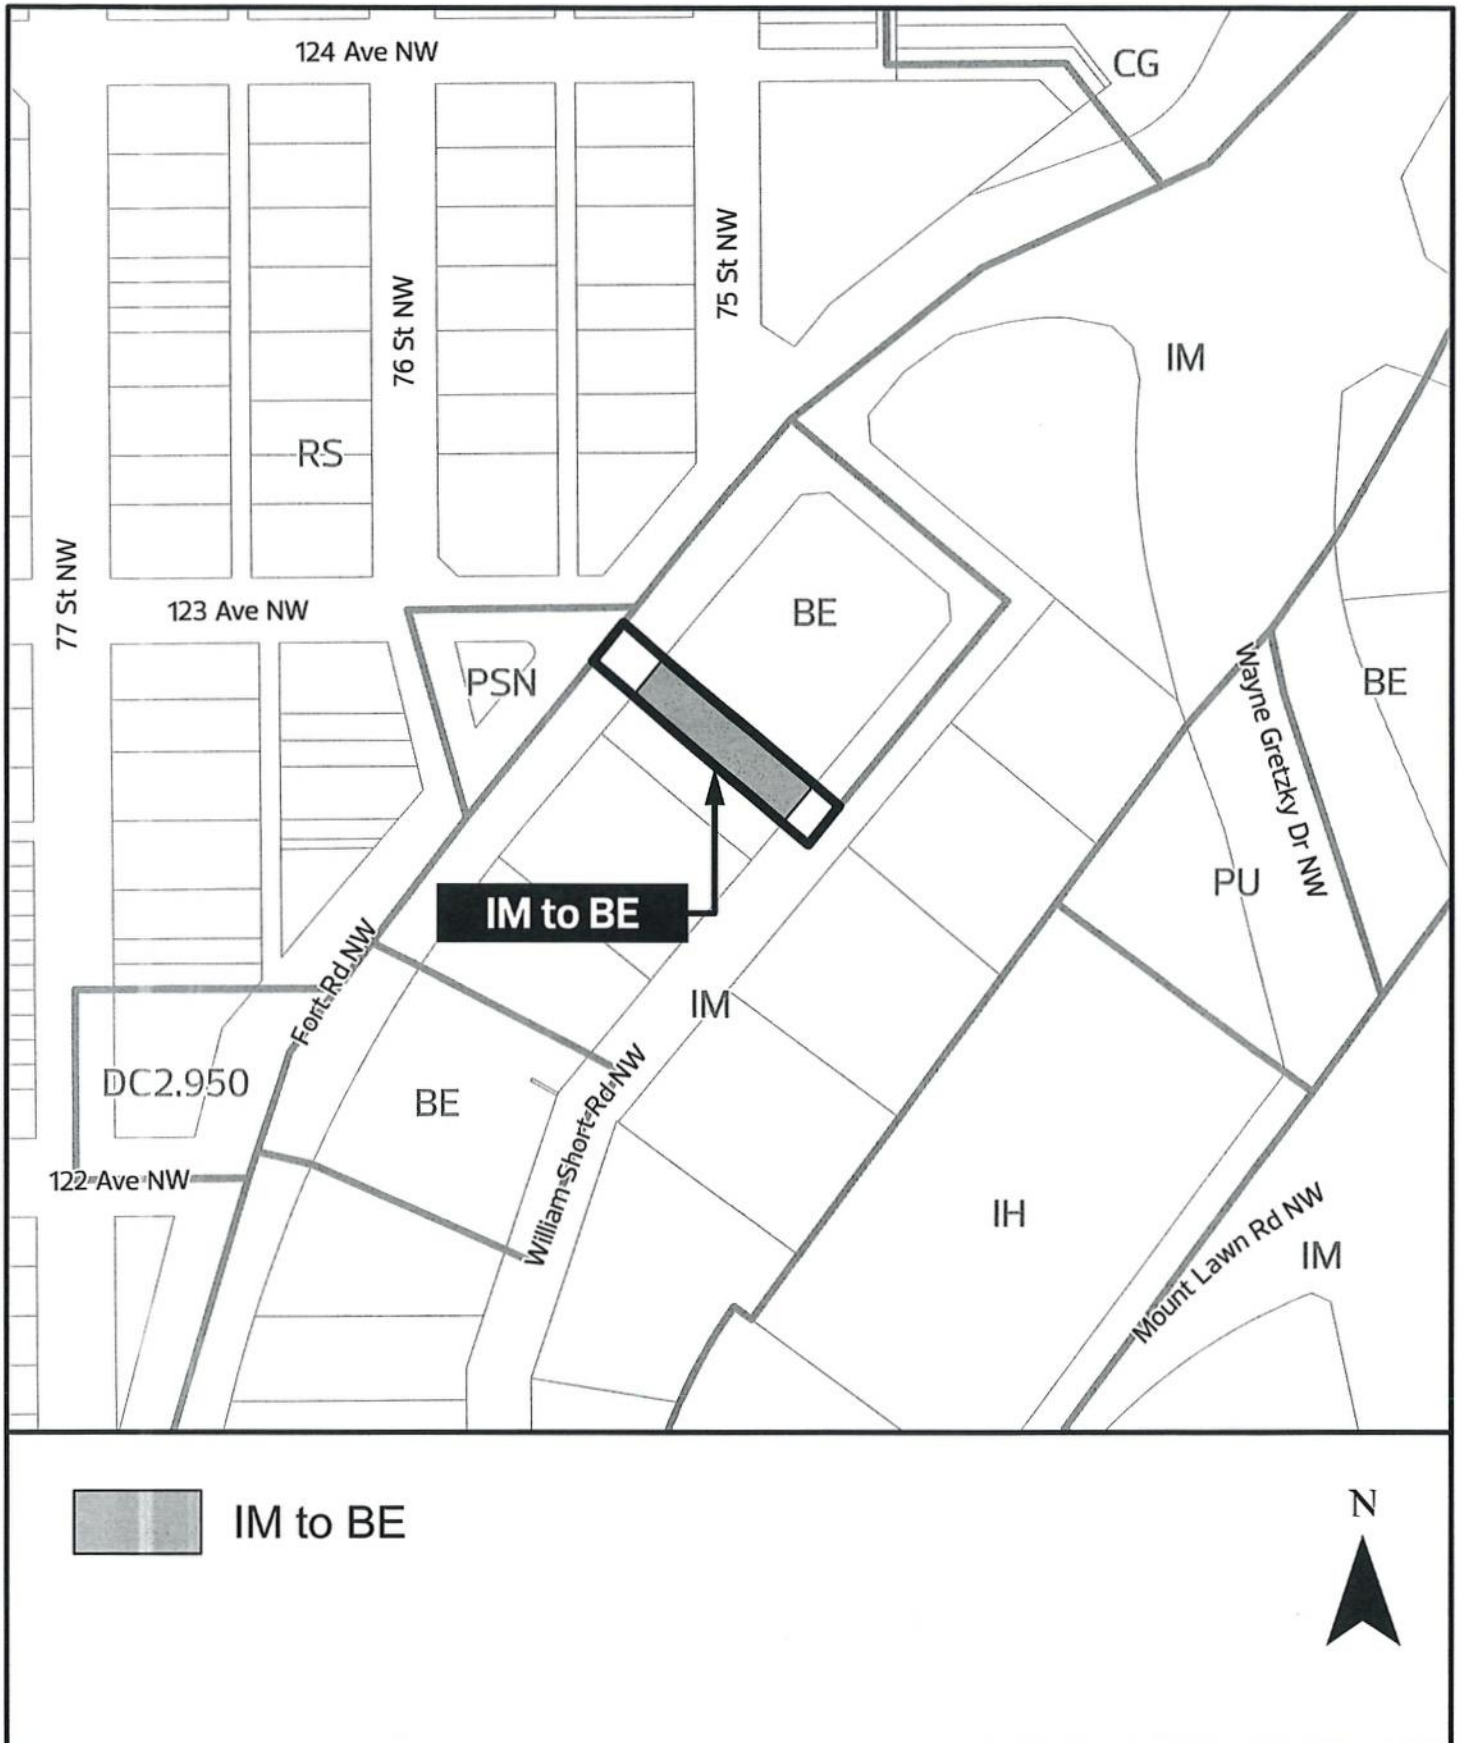 124 Ave NW
CG
75 St NW
76 St NW
IM
RS
77 St NW
123 Ave NW
BE
PSN
BE
Wayne Gretzky Dr NW
PU
IM to BE
Fort Rd NW
IM
DC2.950
BE
William Short Rd NW
122 Ave NW
IH
Mount Lawn Rd NW
IM
IM to BE
N